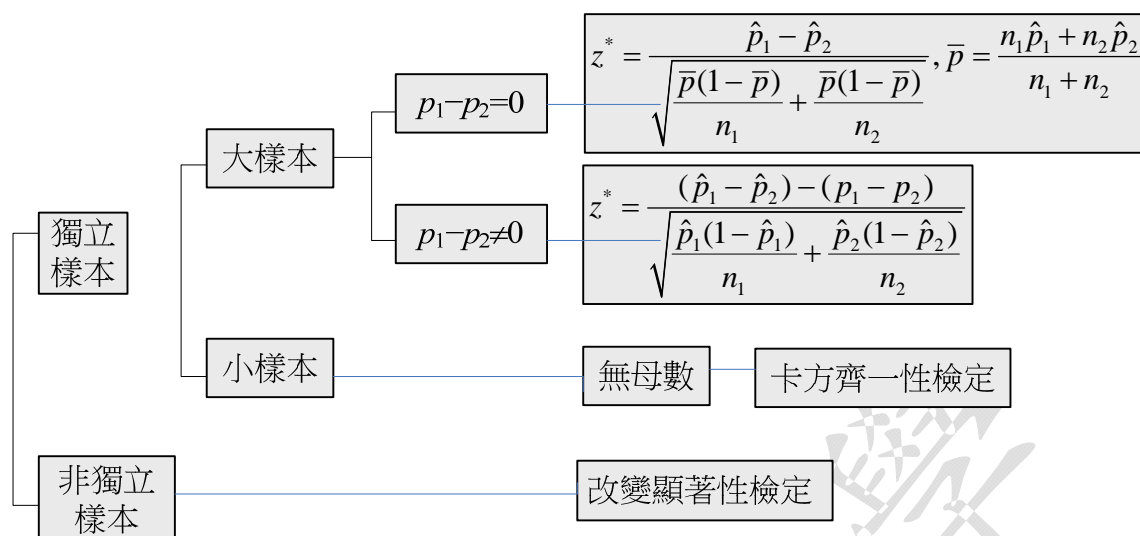 獨立
樣本
大樣本
p₁−p₂=0
z* = (p̂₁ − p̂₂) / √(p̄(1 − p̄)/n₁ + p̄(1 − p̄)/n₂), p̄ = (n₁p̂₁ + n₂p̂₂) / (n₁ + n₂)
p₁−p₂≠0
z* = ((p̂₁ − p̂₂) − (p₁ − p₂)) / √(p̂₁(1 − p̂₁)/n₁ + p̂₂(1 − p̂₂)/n₂)
小樣本
無母數
卡方齊一性檢定
非獨立
樣本
改變顯著性檢定